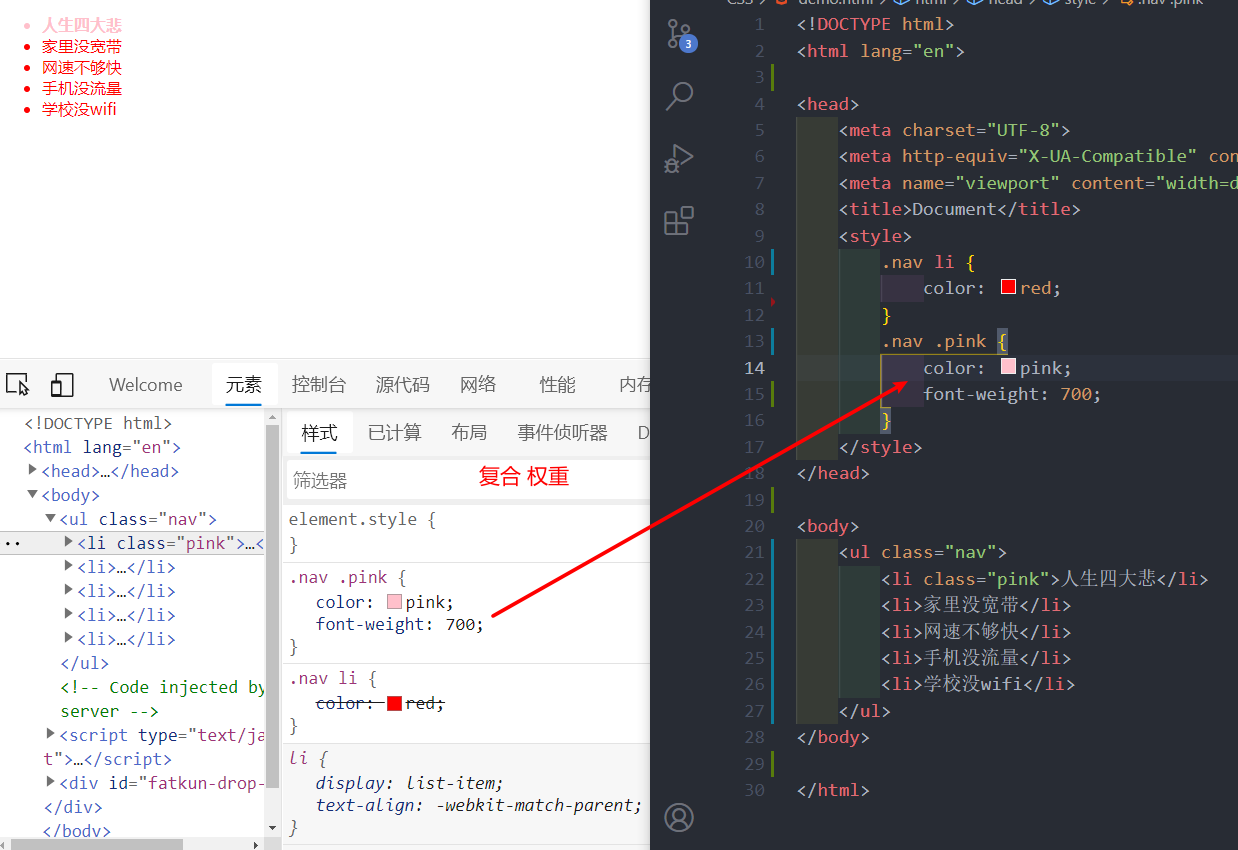 人生四大悲
家里没宽带
网速不够快
手机没流量
学校没wifi
Welcome 元素 控制台 源代码 网络 性能 内存
<!DOCTYPE html>
<html lang="en">
<head>…</head>
<body>
<ul class="nav">
<li class="pink">…<
<li>…</li>
<li>…</li>
<li>…</li>
<li>…</li>
</ul>
<!-- Code injected by
server -->
<script type="text/ja
t">…</script>
<div id="fatkun-drop-
</div>
</body>
样式 已计算 布局 事件侦听器 D
筛选器
复合 权重
element.style {
}
.nav .pink {
color: pink;
font-weight: 700;
}
.nav li {
color: red;
}
li {
display: list-item;
text-align: -webkit-match-parent;
}
3
CSS > demo.html > html > head > style > .nav .pink
1 <!DOCTYPE html>
2 <html lang="en">
3
4 <head>
5 <meta charset="UTF-8">
6 <meta http-equiv="X-UA-Compatible" con
7 <meta name="viewport" content="width=d
8 <title>Document</title>
9 <style>
10 .nav li {
11 color: red;
12 }
13 .nav .pink {
14 color: pink;
15 font-weight: 700;
16 }
17 </style>
18 </head>
19
20 <body>
21 <ul class="nav">
22 <li class="pink">人生四大悲</li>
23 <li>家里没宽带</li>
24 <li>网速不够快</li>
25 <li>手机没流量</li>
26 <li>学校没wifi</li>
27 </ul>
28 </body>
29
30 </html>